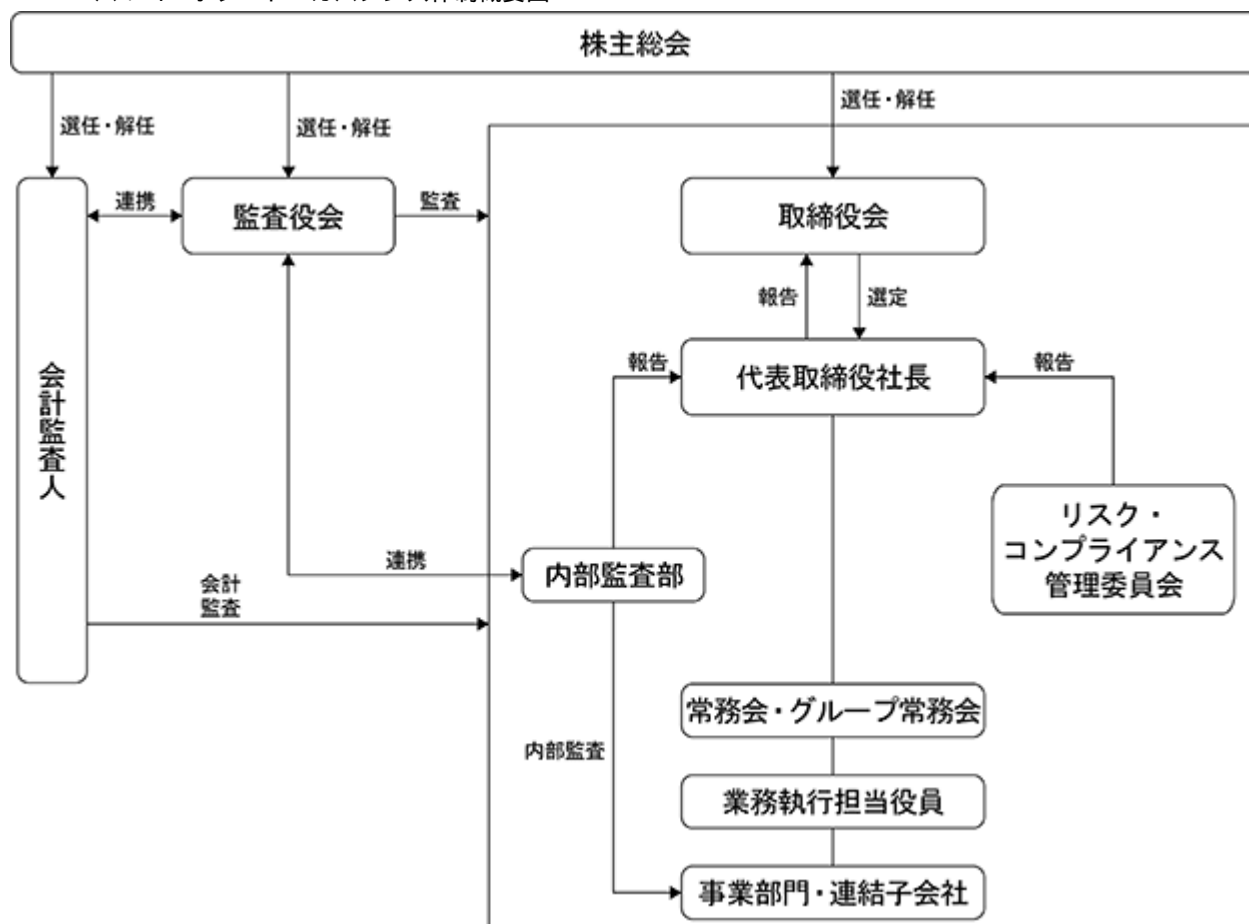 株主総会
選任・解任
選任・解任
選任・解任
連携
監査役会
監査
取締役会
報告
選定
報告
代表取締役社長
報告
会計監査人
リスク・
コンプライアンス
管理委員会
連携
内部監査部
会計
監査
常務会・グループ常務会
内部監査
業務執行担当役員
事業部門・連結子会社